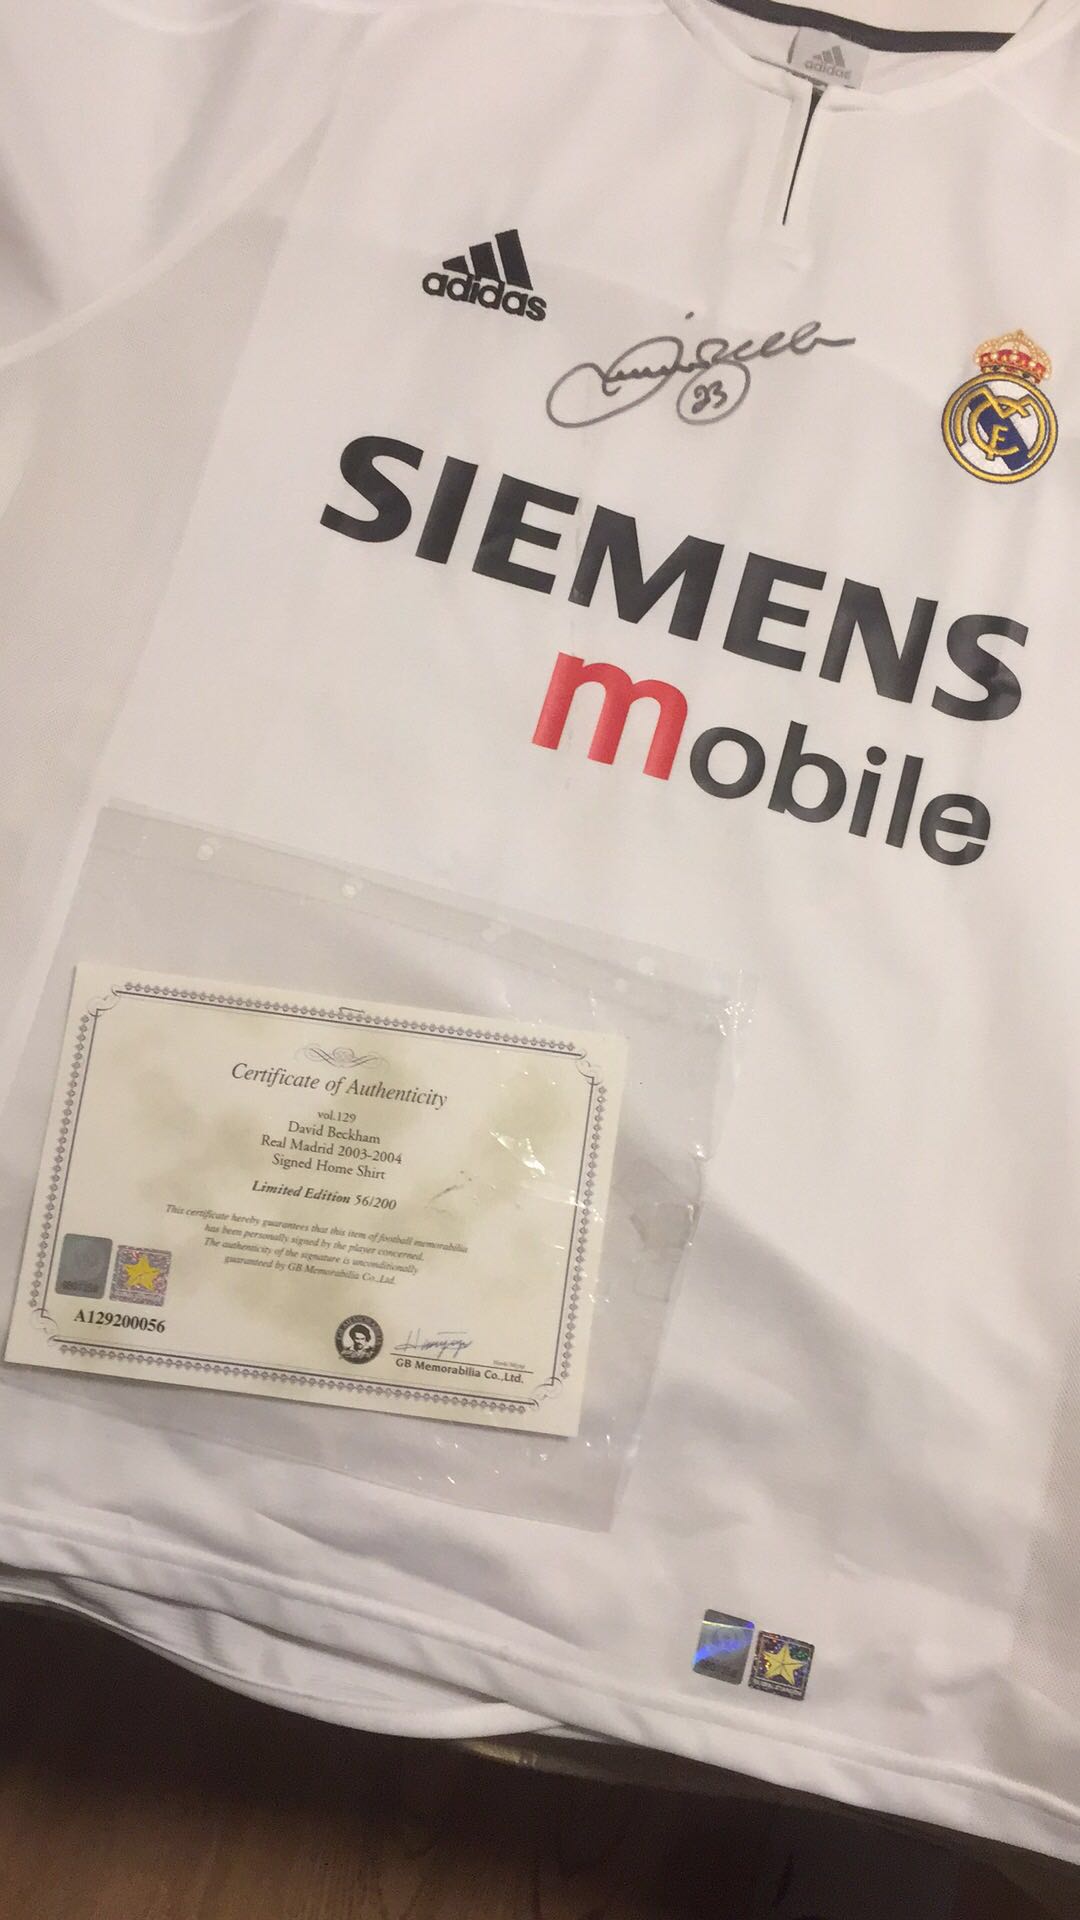 adidas
adidas
23
SIEMENS
mobile
Certificate of Authenticity
vol.129
David Beckham
Real Madrid 2003-2004
Signed Home Shirt
Limited Edition 56/200
This certificate hereby guarantees that this item of football memorabilia
has been personally signed by the player concerned.
The authenticity of the signature is unconditionally
guaranteed by GB Memorabilia Co.,Ltd.
A129200056
GB Memorabilia Co.,Ltd.